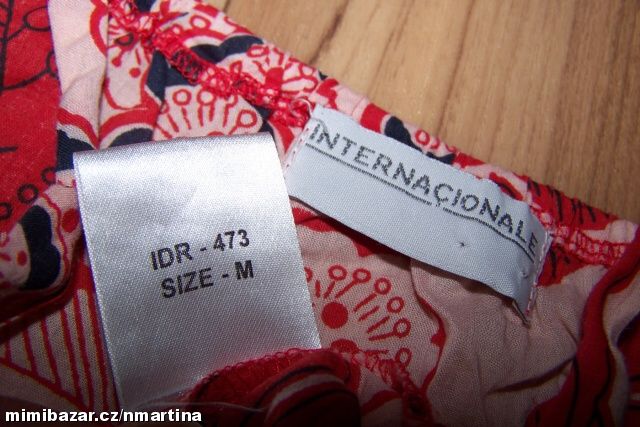 INTERNAÇIONALE
IDR - 473
SIZE - M
mimibazar.cz/nmartina